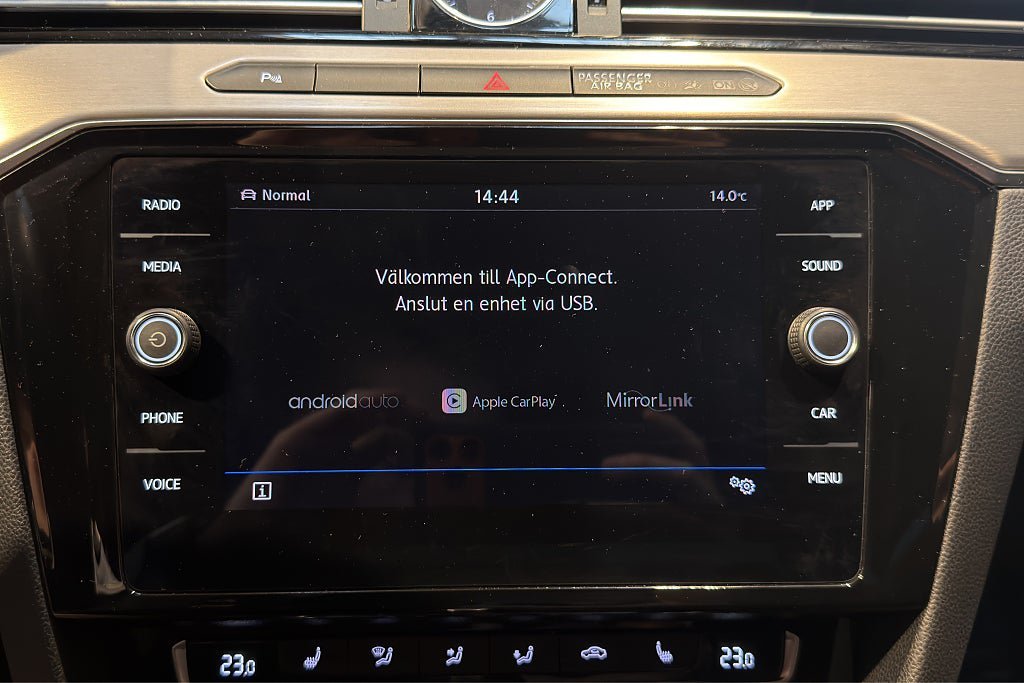 6
P
PASSENGER
AIR BAG
ON
RADIO
MEDIA
PHONE
VOICE
Normal
14:44
14.0°C
Välkommen till App-Connect.
Anslut en enhet via USB.
androidauto
Apple CarPlay
MirrorLink
i
APP
SOUND
CAR
MENU
23.0
23.0